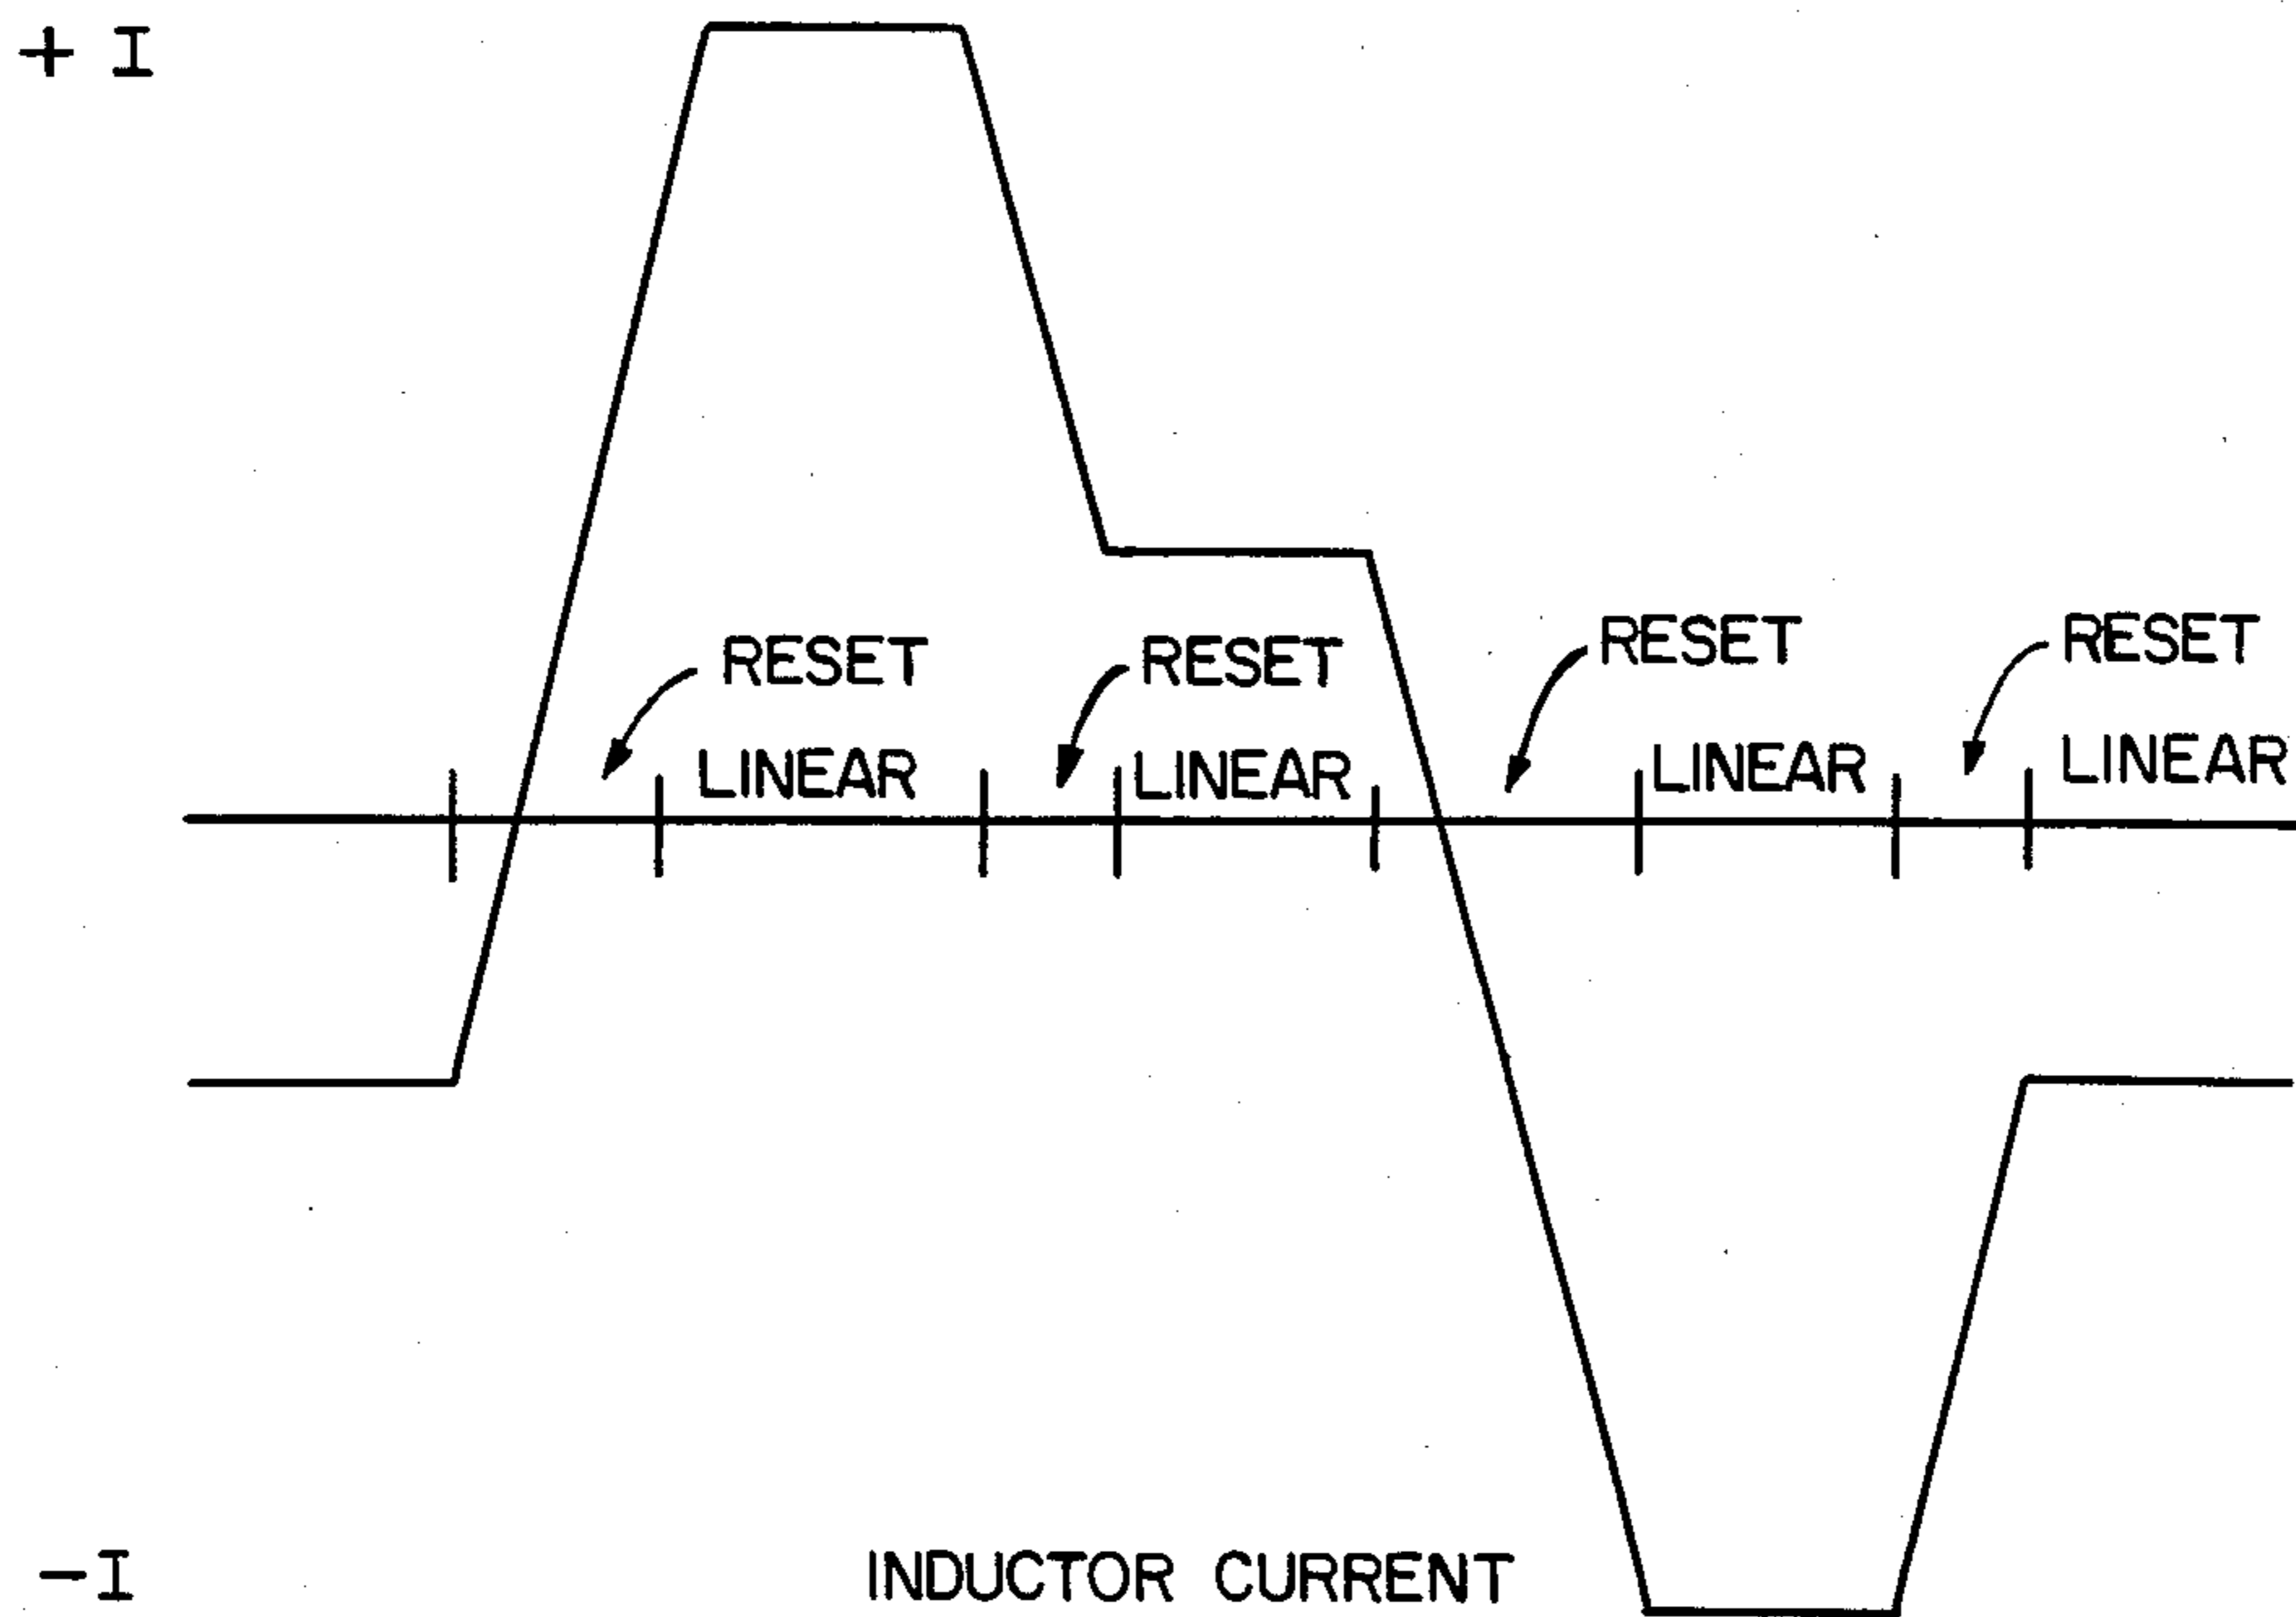 + I
RESET
RESET
RESET
RESET
LINEAR
LINEAR
LINEAR
LINEAR
-I
INDUCTOR CURRENT